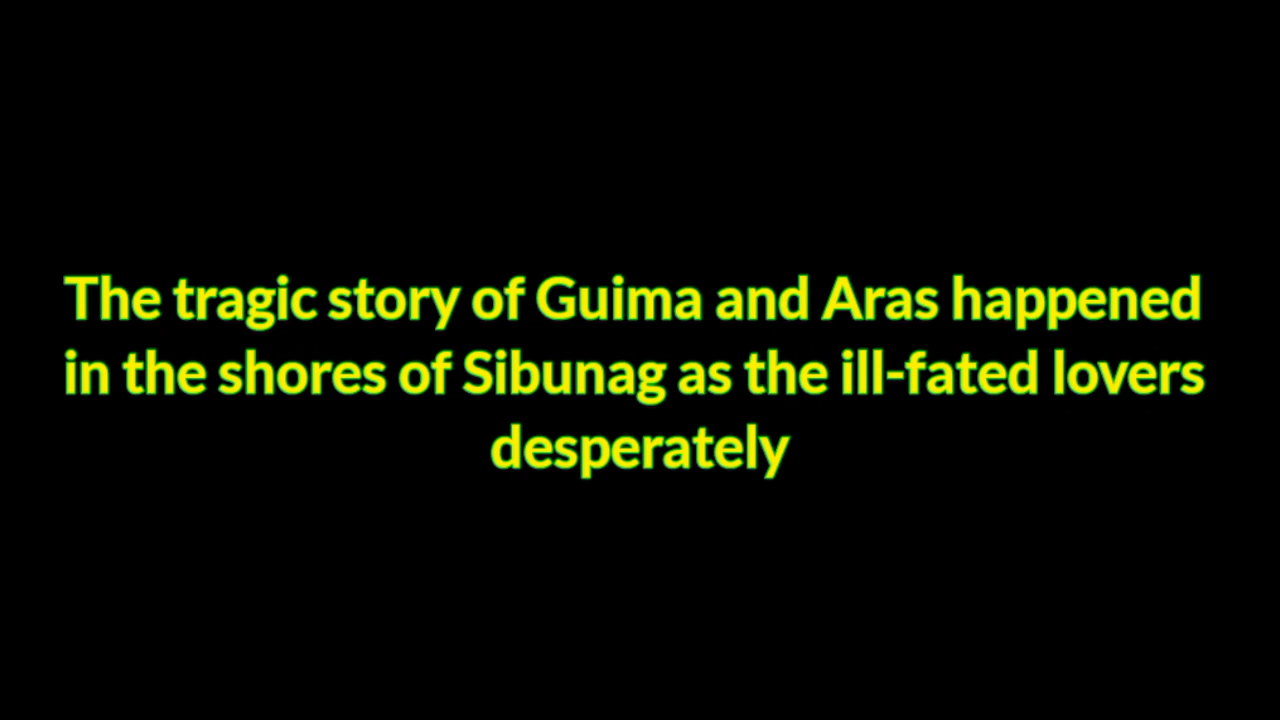 The tragic story of Guima and Aras happened
in the shores of Sibunag as the ill-fated lovers
desperately